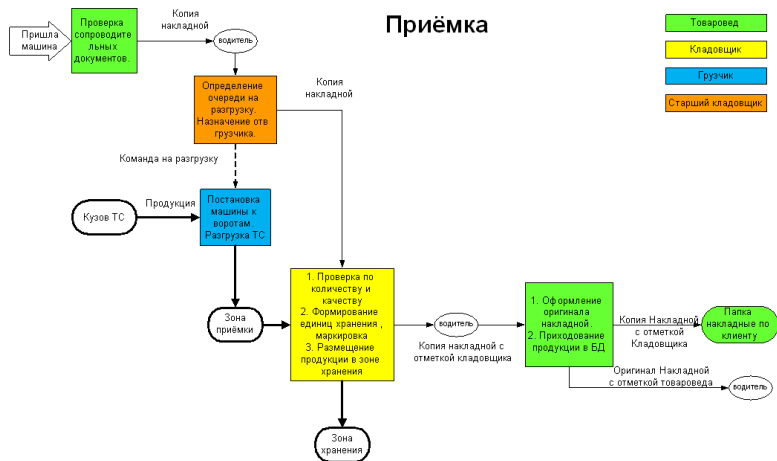 Приёмка
Пришла
машина
Проверка
сопроводите
льных
документов.
Копия
накладной
водитель
Товаровед
Кладовщик
Грузчик
Старший кладовщик
Определение
очереди на
разгрузку.
Назначение отв
грузчика.
Копия
накладной
Команда на разгрузку
Кузов ТС
Продукция
Постановка
машины к
воротам.
Разгрузка ТС
Зона
приёмки
1. Проверка по
количеству и
качеству
2. Формирование
единиц хранения ,
маркировка
3. Размещение
продукции в зоне
хранения
водитель
Копия накладной с
отметкой кладовщика
1. Оформление
оригинала
накладной.
2. Приходование
продукции в БД
Копия Накладной
с отметкой
Кладовщика
Папка
накладные по
клиенту
Оригинал Накладной
с отметкой товароведа
водитель
Зона
хранения